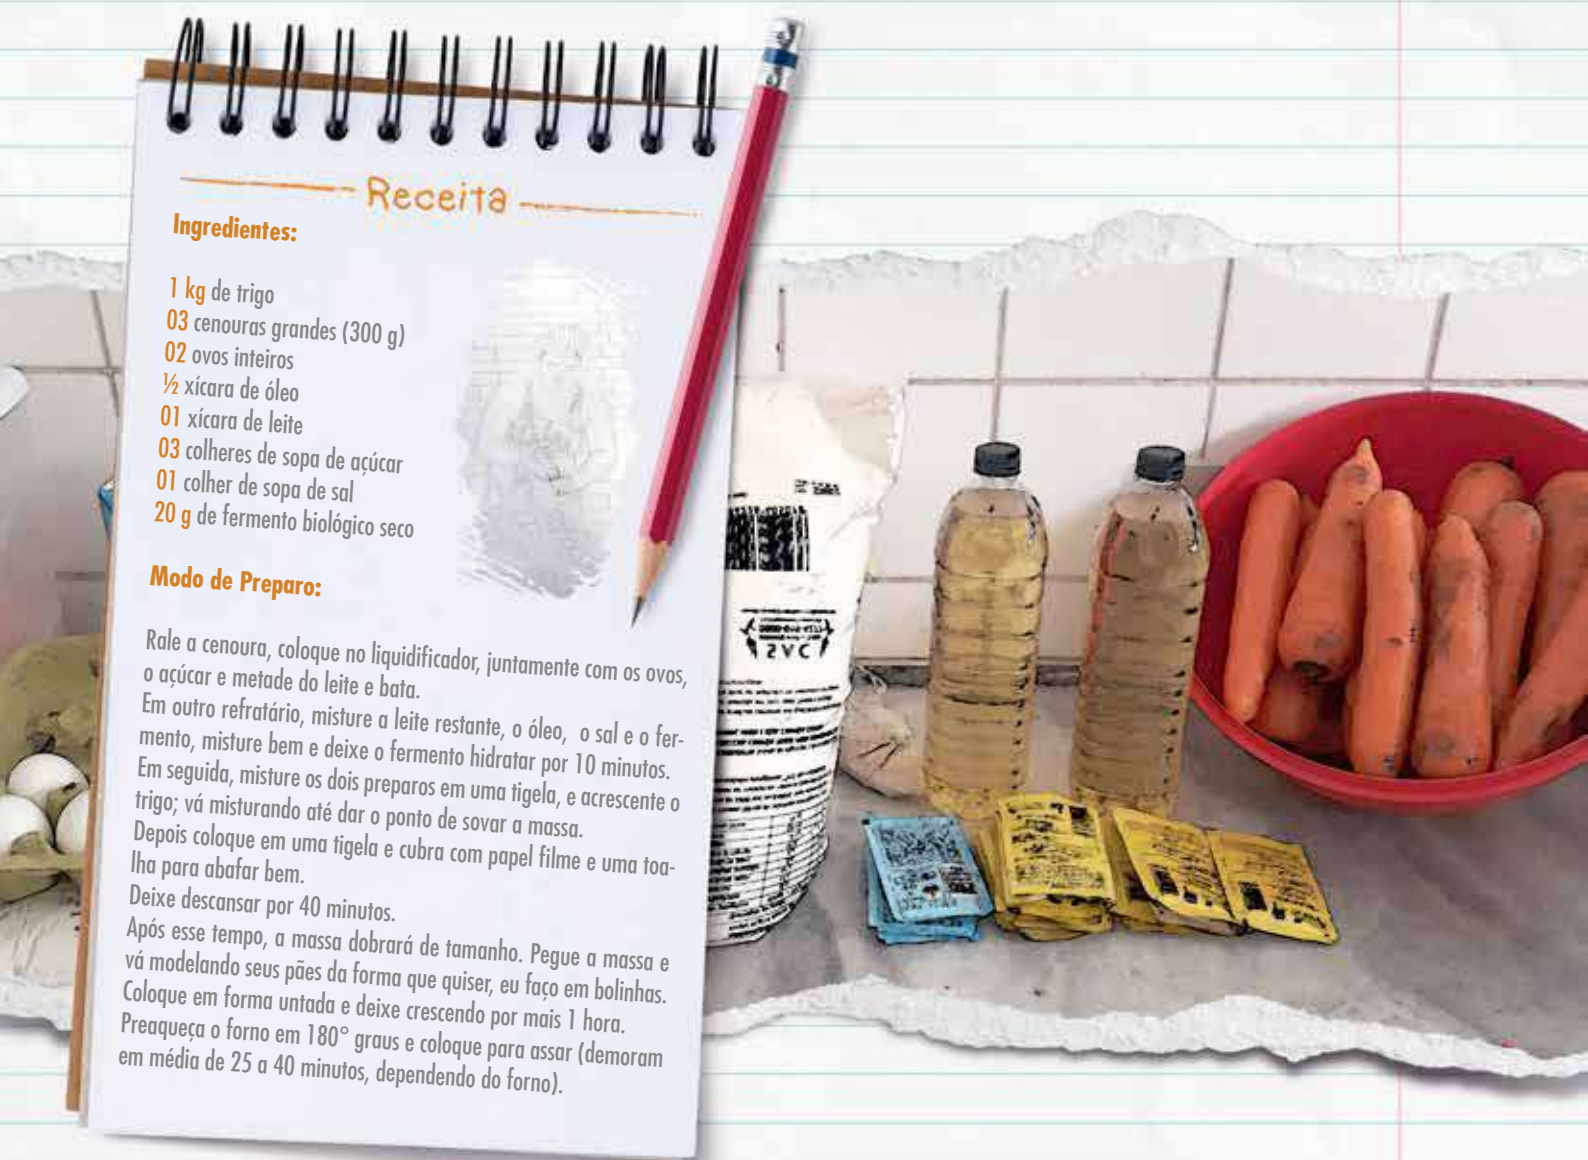 Receita
Ingredientes:
1 kg de trigo
03 cenouras grandes (300 g)
02 ovos inteiros
½ xícara de óleo
01 xícara de leite
03 colheres de sopa de açúcar
01 colher de sopa de sal
20 g de fermento biológico seco
Modo de Preparo:
Rale a cenoura, coloque no liquidificador, juntamente com os ovos,
o açúcar e metade do leite e bata.
Em outro refratário, misture a leite restante, o óleo, o sal e o fer-
mento, misture bem e deixe o fermento hidratar por 10 minutos.
Em seguida, misture os dois preparos em uma tigela, e acrescente o
trigo; vá misturando até dar o ponto de sovar a massa.
Depois coloque em uma tigela e cubra com papel filme e uma toa-
lha para abafar bem.
Deixe descansar por 40 minutos.
Após esse tempo, a massa dobrará de tamanho. Pegue a massa e
vá modelando seus pães da forma que quiser, eu faço em bolinhas.
Coloque em forma untada e deixe crescendo por mais 1 hora.
Preaqueça o forno em 180° graus e coloque para assar (demoram
em média de 25 a 40 minutos, dependendo do forno).